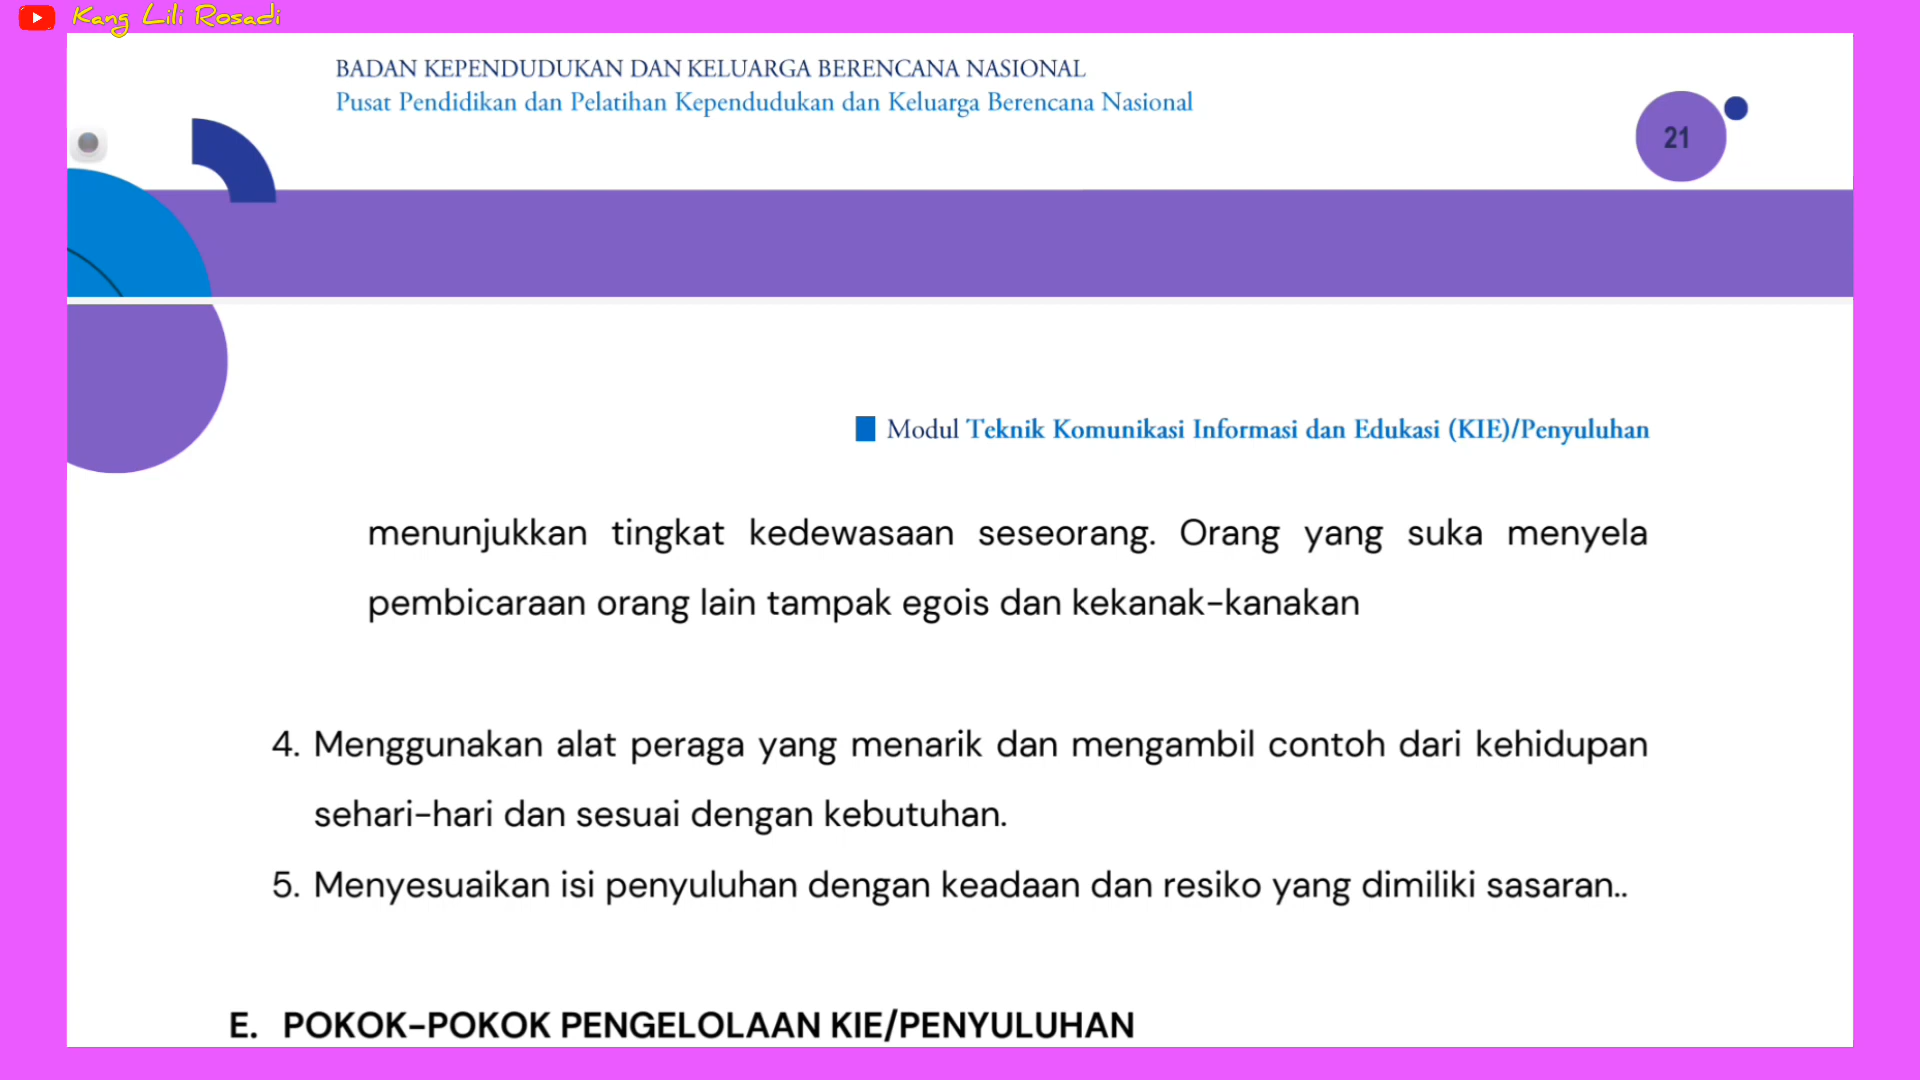 Kang Lili Rosadi
BADAN KEPENDUDUKAN DAN KELUARGA BERENCANA NASIONAL
Pusat Pendidikan dan Pelatihan Kependudukan dan Keluarga Berencana Nasional
21
Modul Teknik Komunikasi Informasi dan Edukasi (KIE)/Penyuluhan
menunjukkan tingkat kedewasaan seseorang. Orang yang suka menyela
pembicaraan orang lain tampak egois dan kekanak-kanakan
4. Menggunakan alat peraga yang menarik dan mengambil contoh dari kehidupan
sehari-hari dan sesuai dengan kebutuhan.
5. Menyesuaikan isi penyuluhan dengan keadaan dan resiko yang dimiliki sasaran..
E. POKOK-POKOK PENGELOLAAN KIE/PENYULUHAN